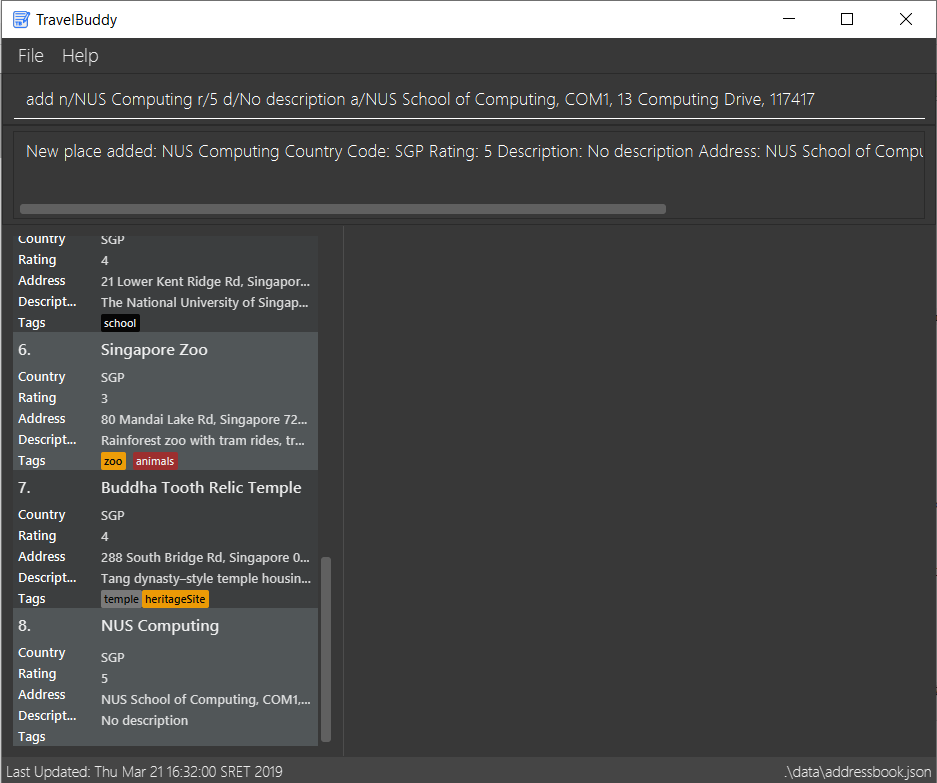 TravelBuddy
File Help
add n/NUS Computing r/5 d/No description a/NUS School of Computing, COM1, 13 Computing Drive, 117417
New place added: NUS Computing Country Code: SGP Rating: 5 Description: No description Address: NUS School of Compu
Country SGP
Rating 4
Address 21 Lower Kent Ridge Rd, Singapor...
Descript... The National University of Singap...
Tags school
6. Singapore Zoo
Country SGP
Rating 3
Address 80 Mandai Lake Rd, Singapore 72...
Descript... Rainforest zoo with tram rides, tr...
Tags zoo animals
7. Buddha Tooth Relic Temple
Country SGP
Rating 4
Address 288 South Bridge Rd, Singapore 0...
Descript... Tang dynasty–style temple housin...
Tags temple heritageSite
8. NUS Computing
Country SGP
Rating 5
Address NUS School of Computing, COM1,...
Descript... No description
Tags
Last Updated: Thu Mar 21 16:32:00 SRET 2019 .\data\addressbook.json